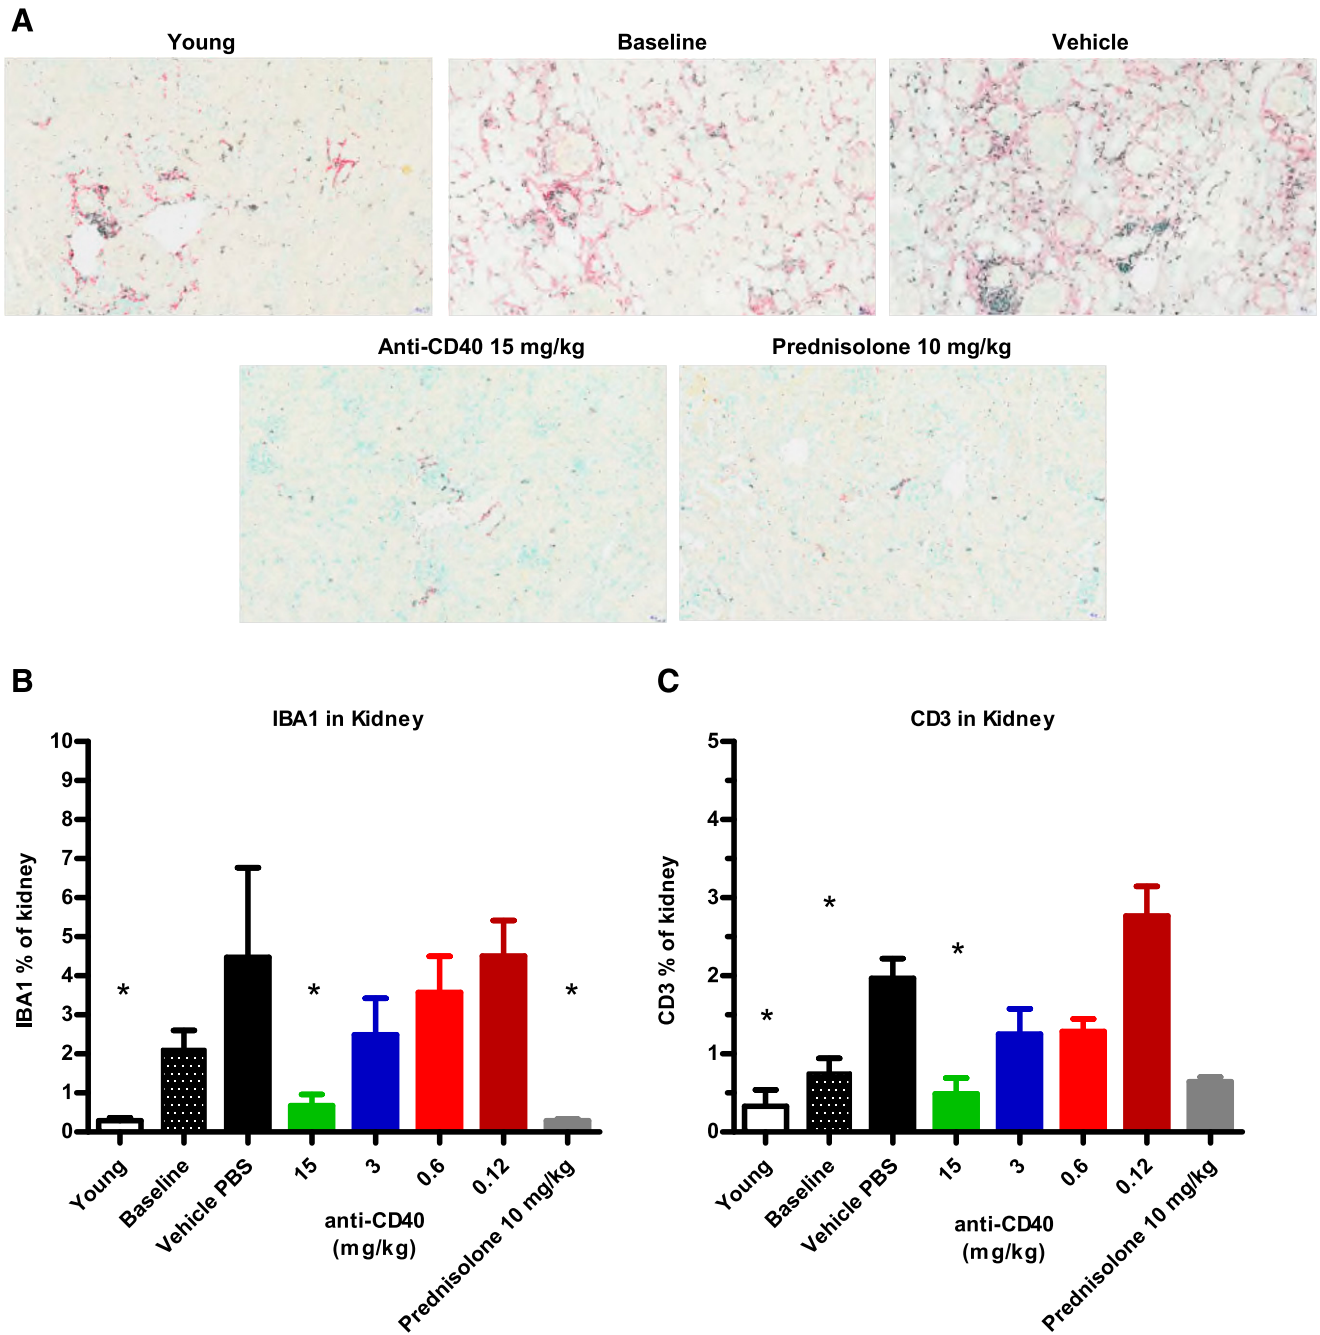 A
Young
Baseline
Vehicle
Anti-CD40 15 mg/kg
Prednisolone 10 mg/kg
B
IBA1 in Kidney
IBA1 % of kidney
10
9
8
7
6
5
4
3
2
1
0
*
*
*
Young
Baseline
Vehicle PBS
15
3
0.6
0.12
Prednisolone 10 mg/kg
anti-CD40
(mg/kg)
C
CD3 in Kidney
CD3 % of kidney
5
4
3
2
1
0
*
*
*
Young
Baseline
Vehicle PBS
15
3
0.6
0.12
Prednisolone 10 mg/kg
anti-CD40
(mg/kg)